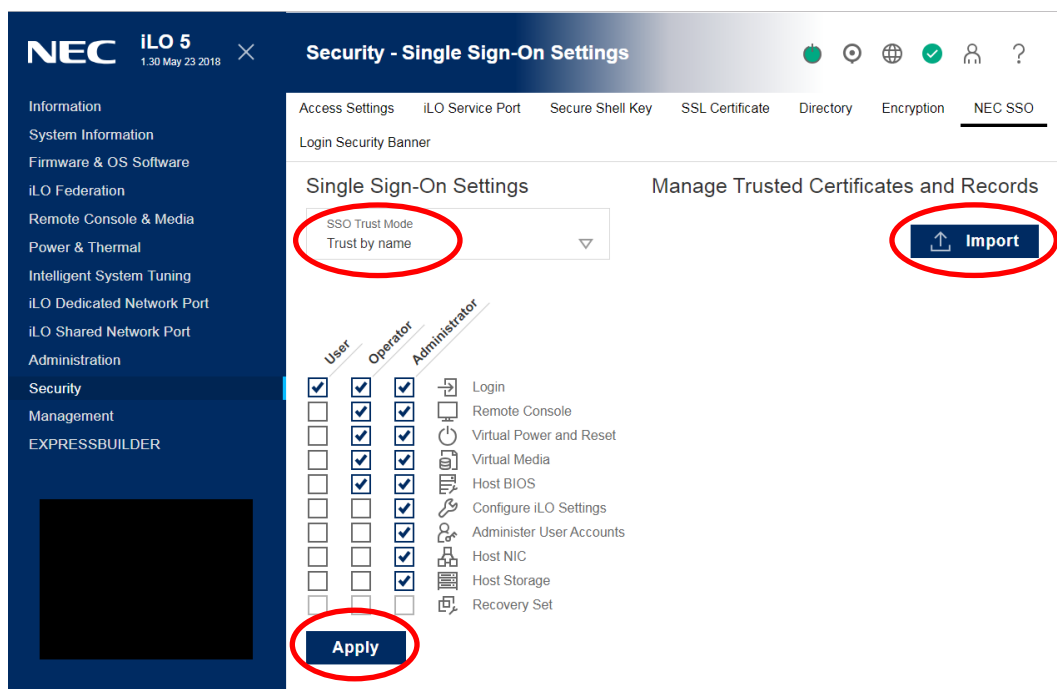 NEC iLO 5
1.30 May 23 2018
Security - Single Sign-On Settings
?
Information
System Information
Firmware & OS Software
iLO Federation
Remote Console & Media
Power & Thermal
Intelligent System Tuning
iLO Dedicated Network Port
iLO Shared Network Port
Administration
Security
Management
EXPRESSBUILDER
Access Settings iLO Service Port Secure Shell Key SSL Certificate Directory Encryption NEC SSO
Login Security Banner
Single Sign-On Settings
Manage Trusted Certificates and Records
SSO Trust Mode
Trust by name
Import
User Operator Administrator
Login
Remote Console
Virtual Power and Reset
Virtual Media
Host BIOS
Configure iLO Settings
Administer User Accounts
Host NIC
Host Storage
Recovery Set
Apply